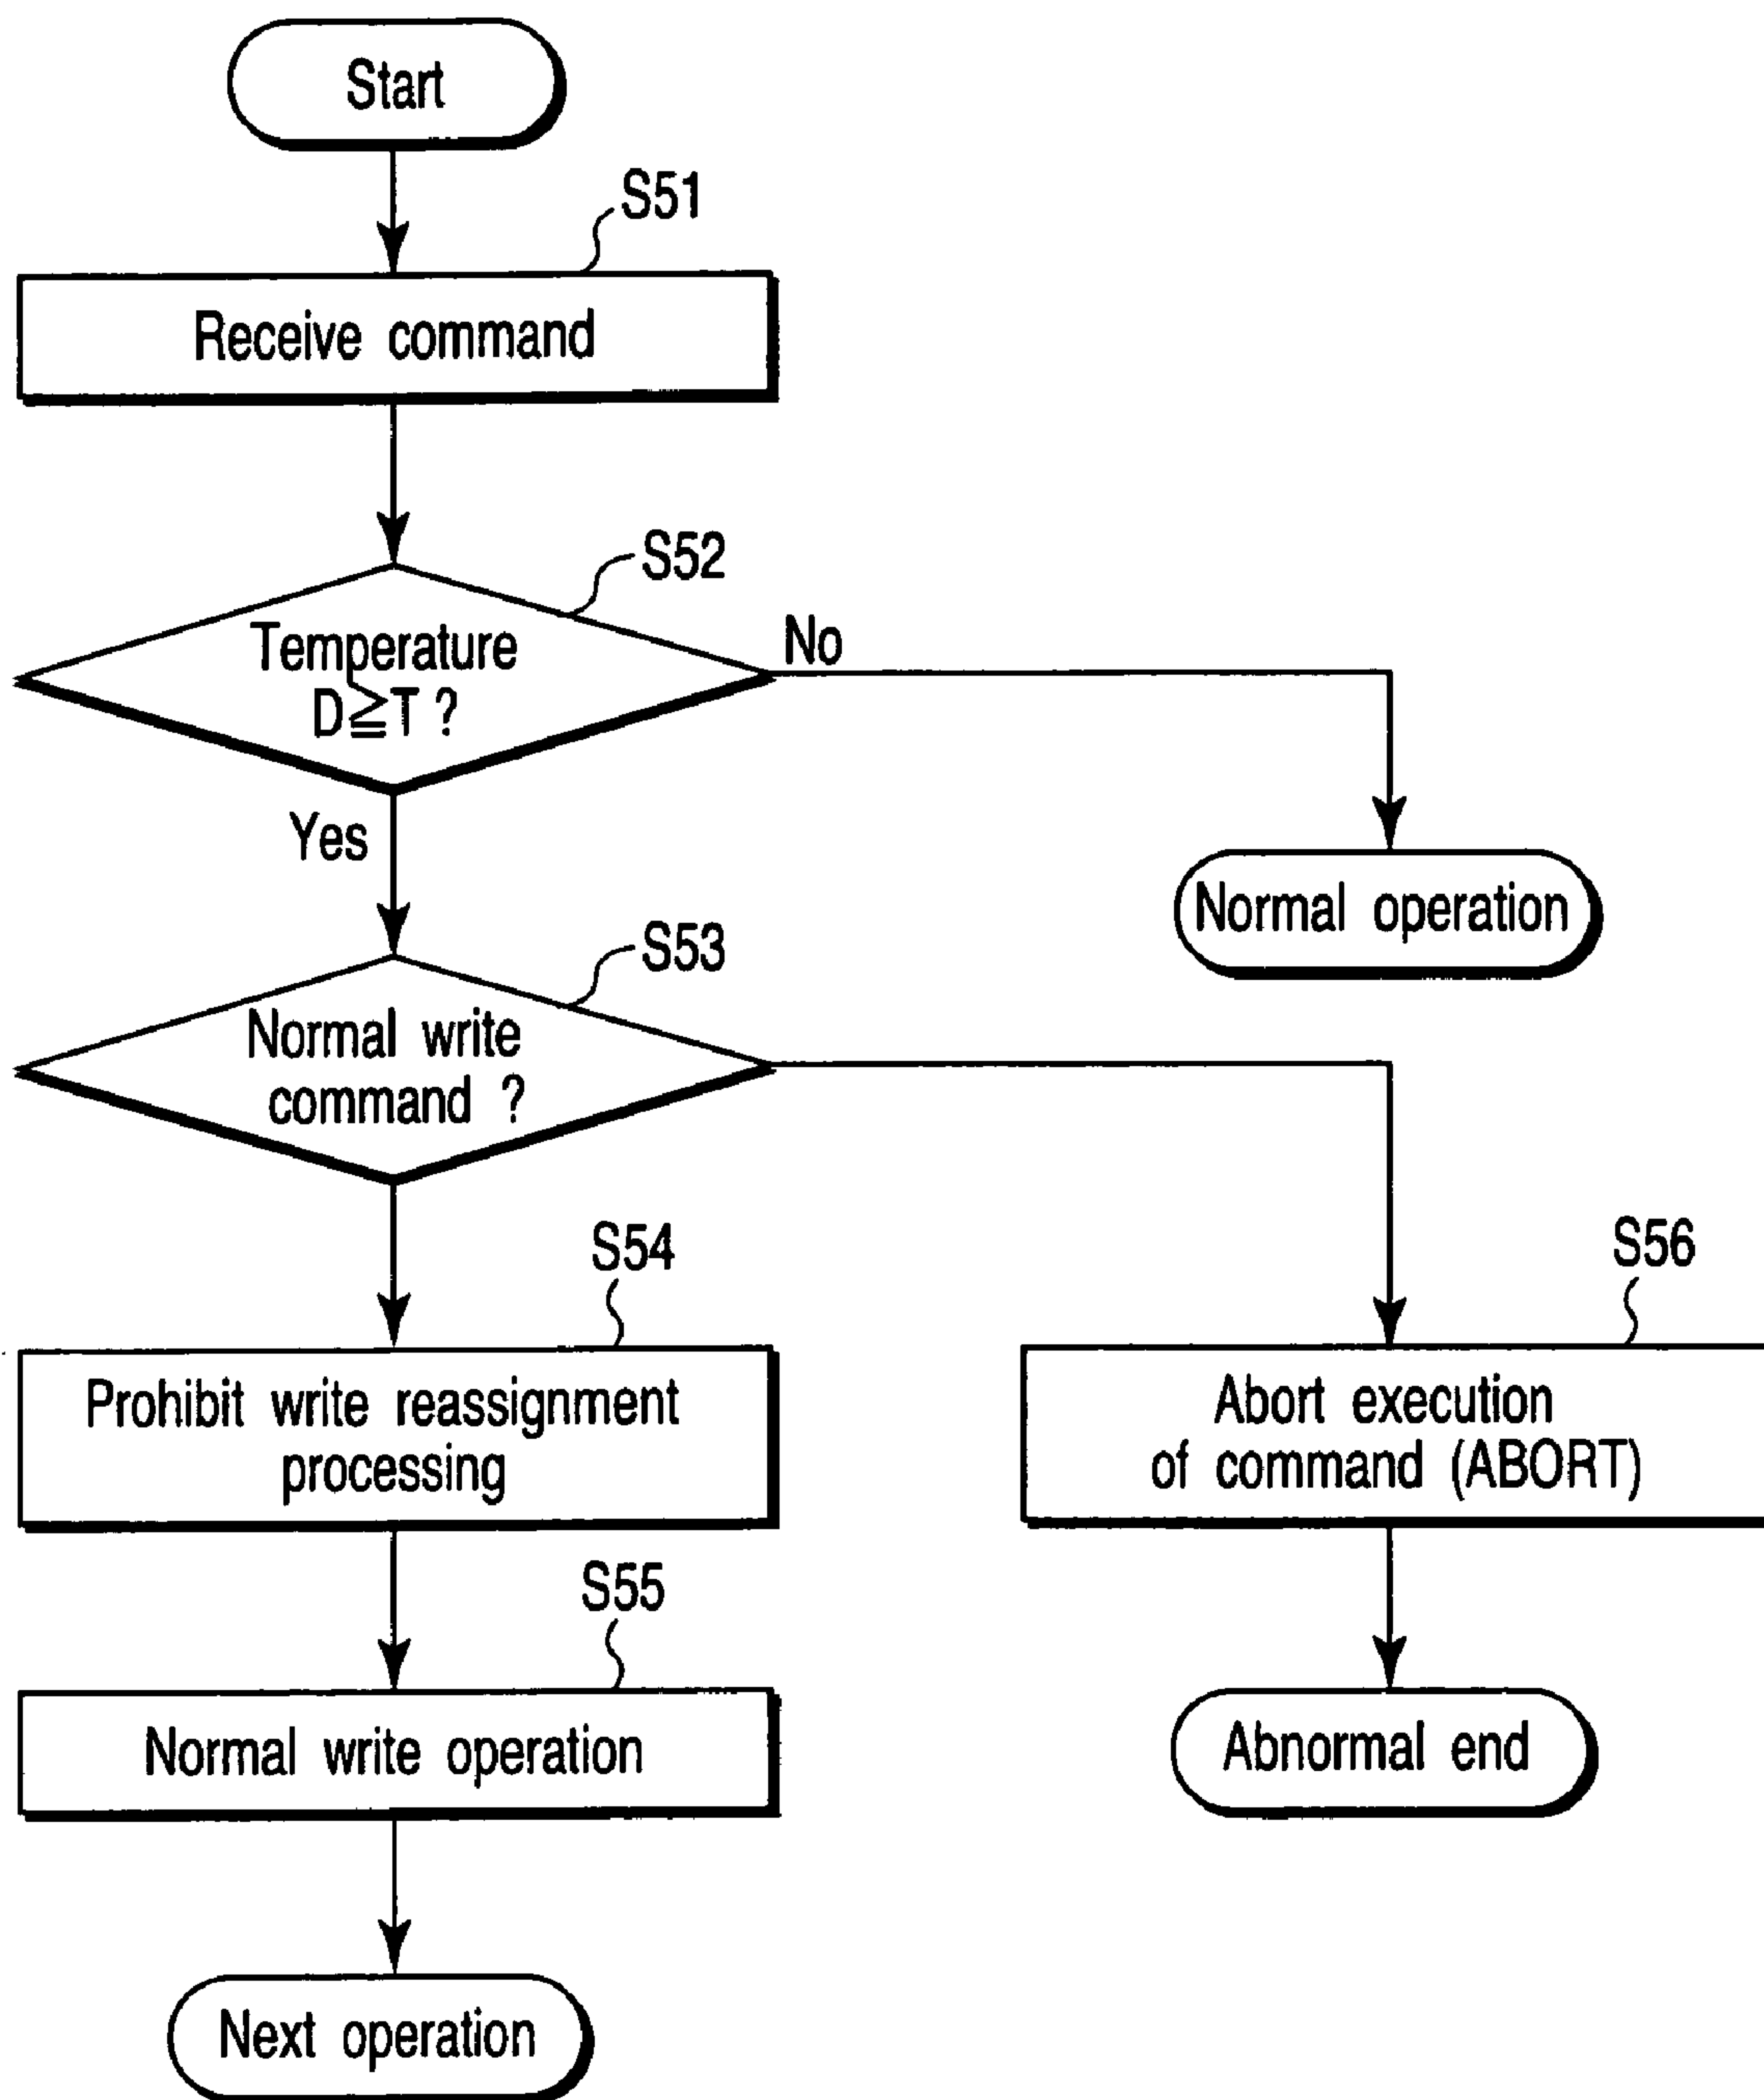 Start
S51
Receive command
S52
Temperature
D≧T ?
No
Yes
Normal operation
S53
Normal write
command ?
S54
S56
Prohibit write reassignment
processing
Abort execution
of command (ABORT)
S55
Normal write operation
Abnormal end
Next operation